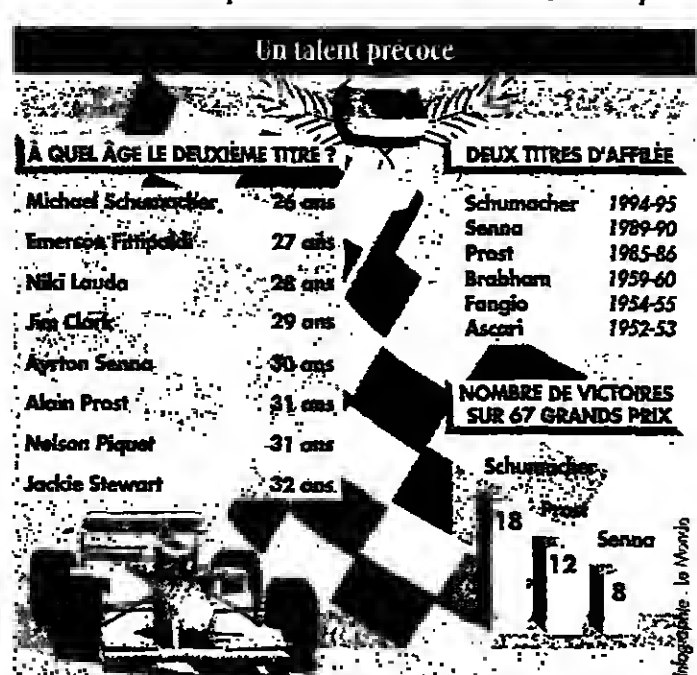 Un talent précoce
À QUEL ÂGE LE DEUXIÈME TITRE ?
Michael Schumacher 26 ans
Emerson Fittipaldi 27 ans
Niki Lauda 28 ans
Jim Clark 29 ans
Ayrton Senna 30 ans
Alain Prost 31 ans
Nelson Piquet 31 ans
Jackie Stewart 32 ans
DEUX TITRES D'AFFILÉE
Schumacher 1994-95
Senna 1989-90
Prost 1985-86
Brabham 1959-60
Fangio 1954-55
Ascari 1952-53
NOMBRE DE VICTOIRES
SUR 67 GRANDS PRIX
Schumacher
18
Prost
12
Senna
8
Infographie - Le Monde